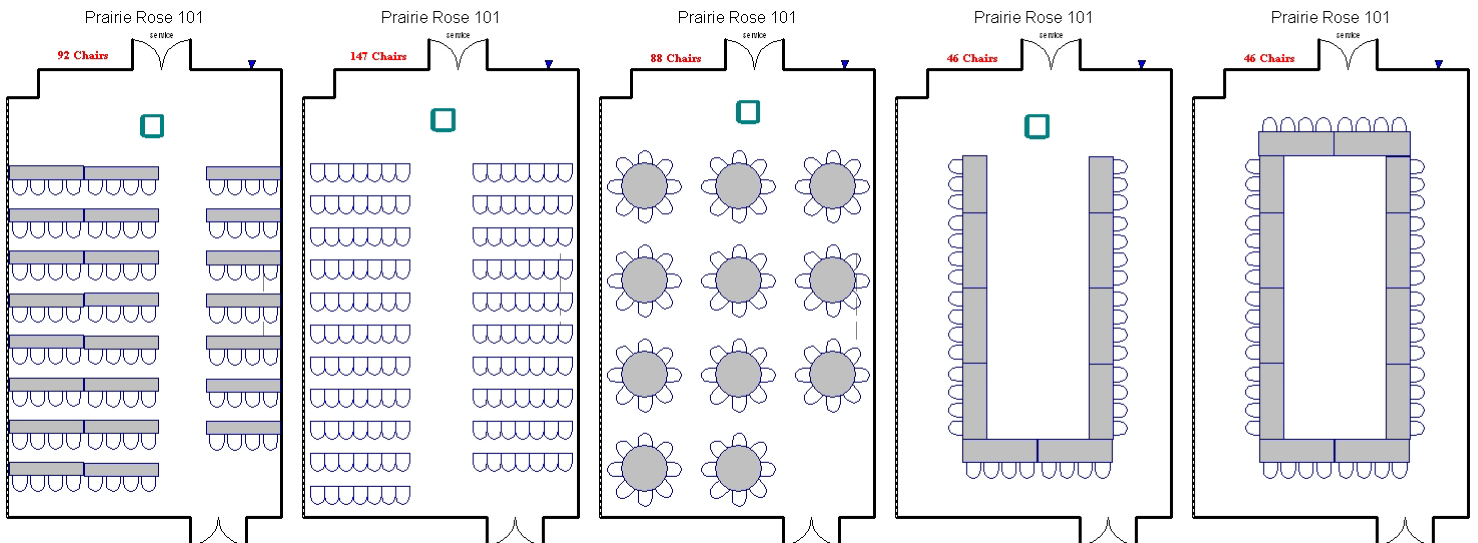 Prairie Rose 101
service
92 Chairs
Prairie Rose 101
service
147 Chairs
Prairie Rose 101
service
88 Chairs
Prairie Rose 101
service
46 Chairs
Prairie Rose 101
service
46 Chairs